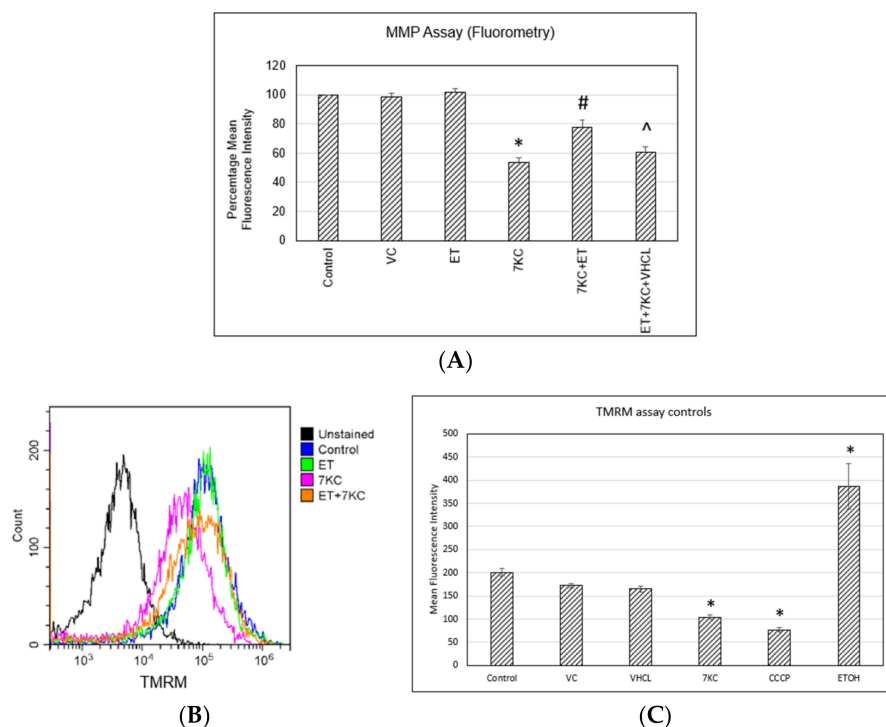 MMP Assay (Fluorometry)
Percemtage Mean
Fluorescence Intensity
120
100
80
60
40
20
0
*
#
^
Control
VC
ET
7KC
7KC+ET
ET+7KC+VHCL
(A)
Count
200
100
0
10³
10⁴
10⁵
10⁶
TMRM
Unstained
Control
ET
7KC
ET+7KC
(B)
TMRM assay controls
Mean Fluorescence Intensity
500
450
400
350
300
250
200
150
100
50
0
*
*
*
Control
VC
VHCL
7KC
CCCP
ETOH
(C)